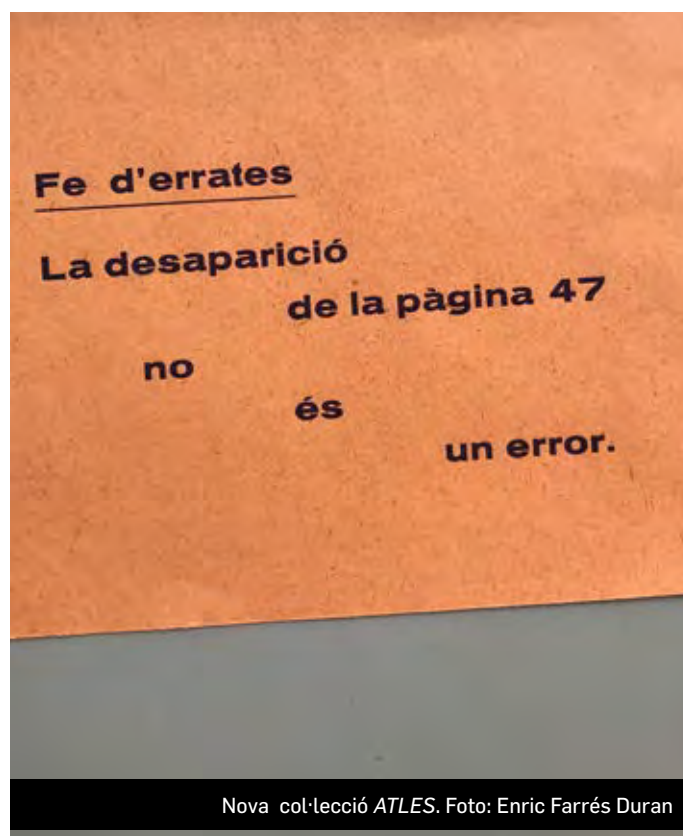 Fe d'errates
La desaparició
de la pàgina 47
no
és
un error.
Nova col·lecció ATLES. Foto: Enric Farrés Duran